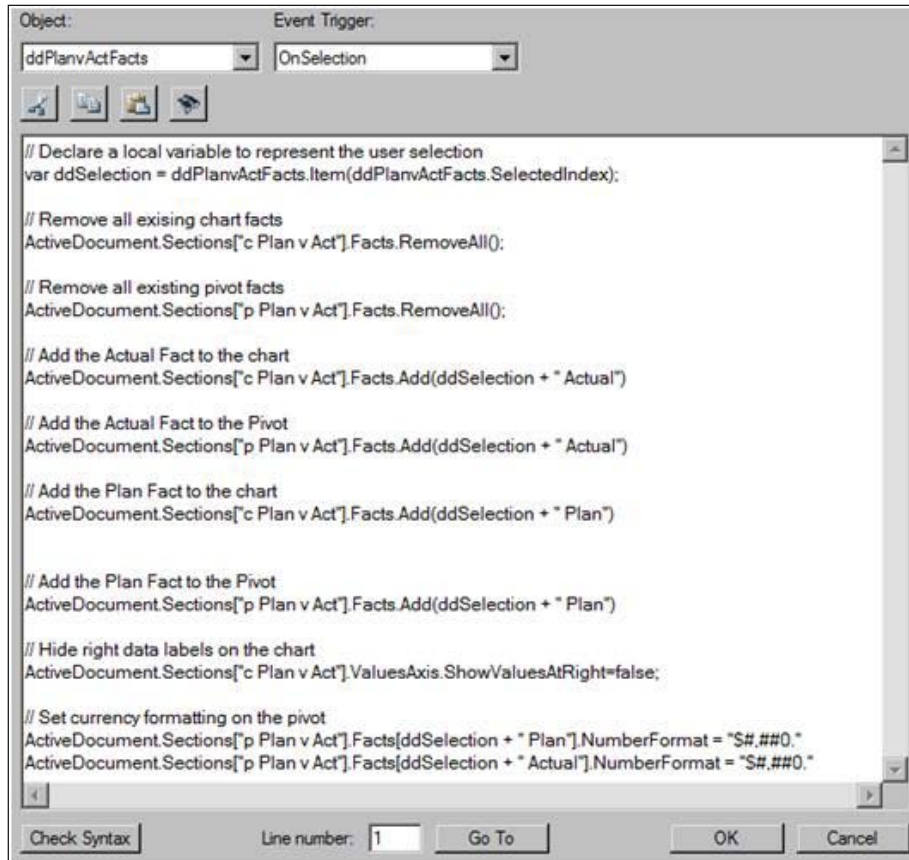 Object: Event Trigger:
ddPlanvActFacts OnSelection
// Declare a local variable to represent the user selection
var ddSelection = ddPlanvActFacts.Item(ddPlanvActFacts.SelectedIndex);
// Remove all exising chart facts
ActiveDocument.Sections["c Plan v Act"].Facts.RemoveAll();
// Remove all existing pivot facts
ActiveDocument.Sections["p Plan v Act"].Facts.RemoveAll();
// Add the Actual Fact to the chart
ActiveDocument.Sections["c Plan v Act"].Facts.Add(ddSelection + " Actual")
// Add the Actual Fact to the Pivot
ActiveDocument.Sections["p Plan v Act"].Facts.Add(ddSelection + " Actual")
// Add the Plan Fact to the chart
ActiveDocument.Sections["c Plan v Act"].Facts.Add(ddSelection + " Plan")
// Add the Plan Fact to the Pivot
ActiveDocument.Sections["p Plan v Act"].Facts.Add(ddSelection + " Plan")
// Hide right data labels on the chart
ActiveDocument.Sections["c Plan v Act"].ValuesAxis.ShowValuesAtRight=false;
// Set currency formatting on the pivot
ActiveDocument.Sections["p Plan v Act"].Facts[ddSelection + " Plan"].NumberFormat = "$#,##0."
ActiveDocument.Sections["p Plan v Act"].Facts[ddSelection + " Actual"].NumberFormat = "$#,##0."
Check Syntax Line number: 1 Go To OK Cancel